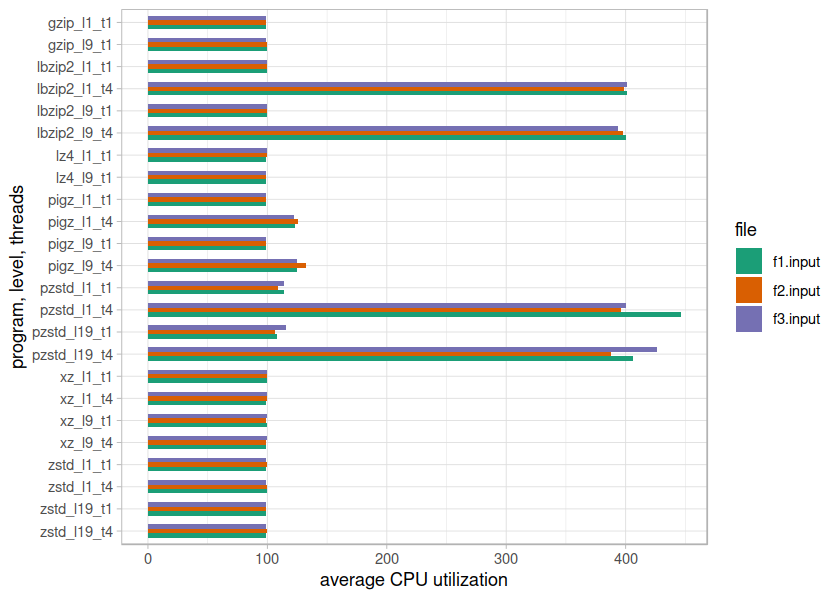 gzip_l1_t1
gzip_l9_t1
lbzip2_l1_t1
lbzip2_l1_t4
lbzip2_l9_t1
lbzip2_l9_t4
lz4_l1_t1
lz4_l9_t1
pigz_l1_t1
pigz_l1_t4
pigz_l9_t1
pigz_l9_t4
pzstd_l1_t1
pzstd_l1_t4
pzstd_l19_t1
pzstd_l19_t4
xz_l1_t1
xz_l1_t4
xz_l9_t1
xz_l9_t4
zstd_l1_t1
zstd_l1_t4
zstd_l19_t1
zstd_l19_t4
program, level, threads
0 100 200 300 400
average CPU utilization
file
f1.input
f2.input
f3.input